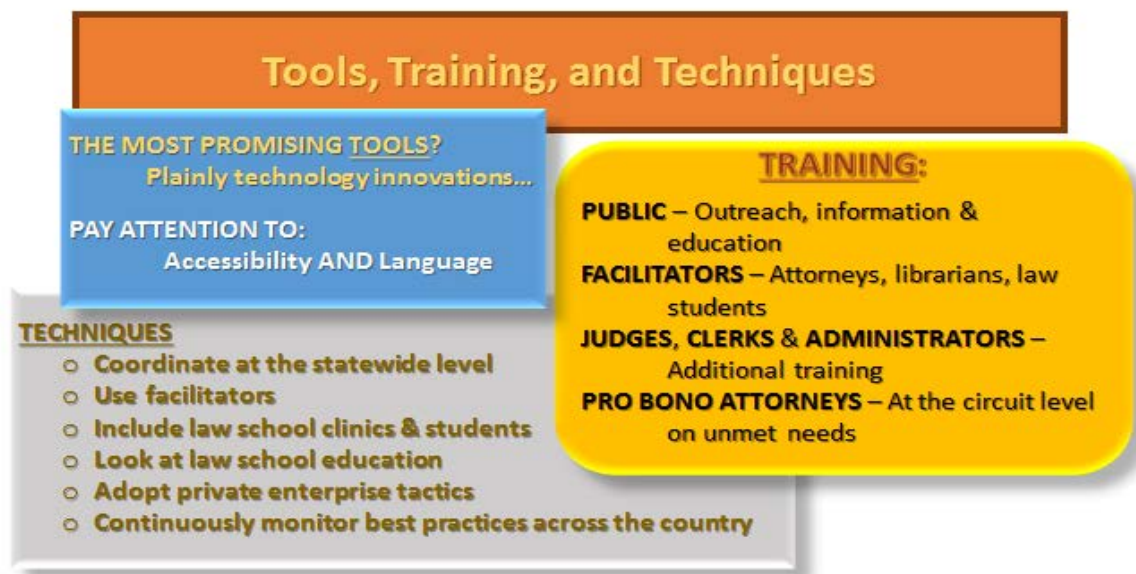 Tools, Training, and Techniques
THE MOST PROMISING TOOLS?
Plainly technology innovations...
PAY ATTENTION TO:
Accessibility AND Language
TRAINING:
PUBLIC – Outreach, information &
education
FACILITATORS – Attorneys, librarians, law
students
JUDGES, CLERKS & ADMINISTRATORS –
Additional training
PRO BONO ATTORNEYS – At the circuit level
on unmet needs
TECHNIQUES
o Coordinate at the statewide level
o Use facilitators
o Include law school clinics & students
o Look at law school education
o Adopt private enterprise tactics
o Continuously monitor best practices across the country